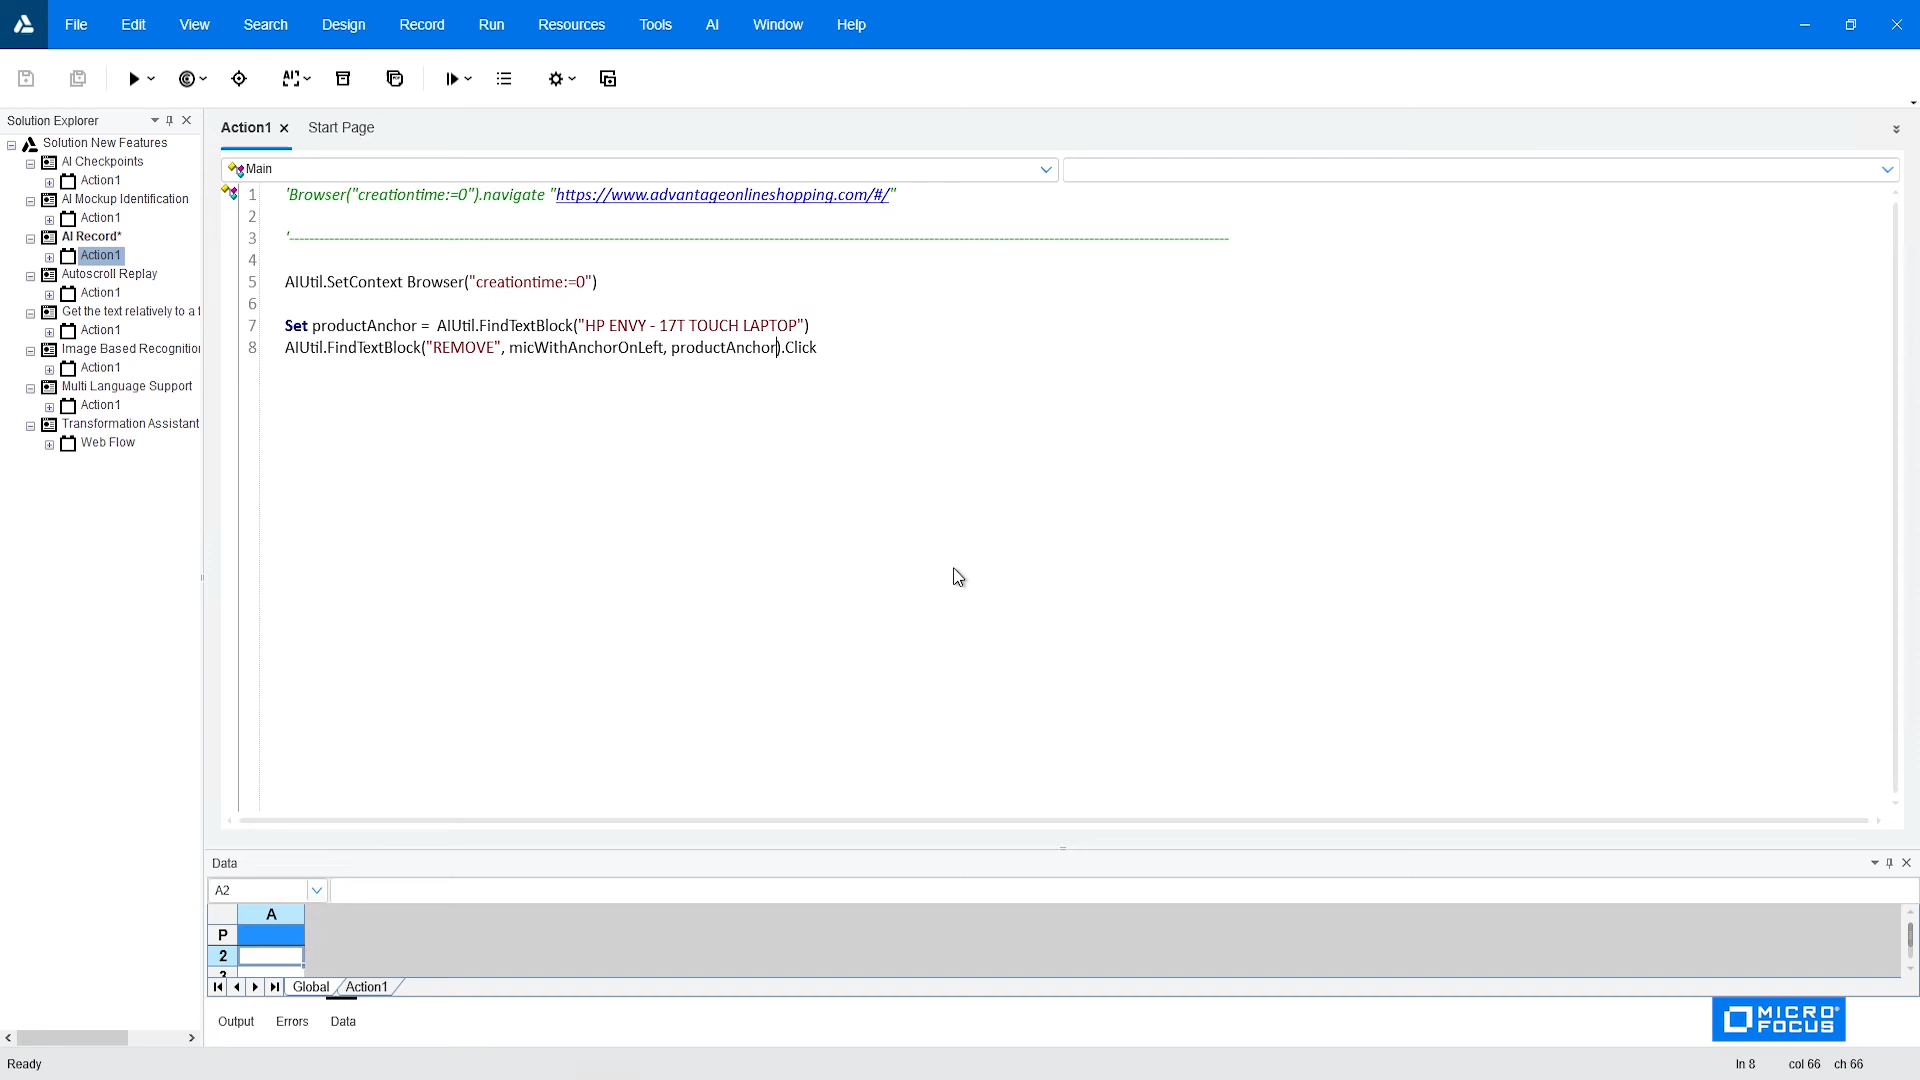 File Edit View Search Design Record Run Resources Tools AI Window Help
Solution Explorer
Solution New Features
AI Checkpoints
Action1
AI Mockup Identification
Action1
AI Record*
Action1
Autoscroll Replay
Action1
Get the text relatively to a f
Action1
Image Based Recognition
Action1
Multi Language Support
Action1
Transformation Assistant
Web Flow
Action1 Start Page
Main
1 'Browser("creationtime:=0").navigate "https://www.advantageonlineshopping.com/#/"
2
3 '--------------------------------------------------------------------------------
4
5 AIUtil.SetContext Browser("creationtime:=0")
6
7 Set productAnchor = AIUtil.FindTextBlock("HP ENVY - 17T TOUCH LAPTOP")
8 AIUtil.FindTextBlock("REMOVE", micWithAnchorOnLeft, productAnchor).Click
Data
A2
A
P
2
3
Global Action1
Output Errors Data
MICRO
FOCUS
Ready
ln 8 col 66 ch 66